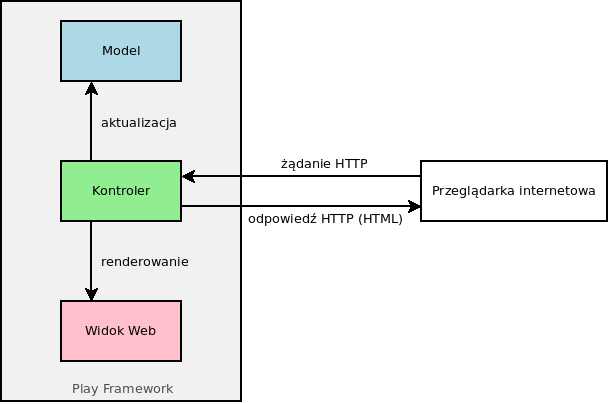 Model
aktualizacja
żądanie HTTP
Kontroler
Przeglądarka internetowa
odpowiedź HTTP (HTML)
renderowanie
Widok Web
Play Framework